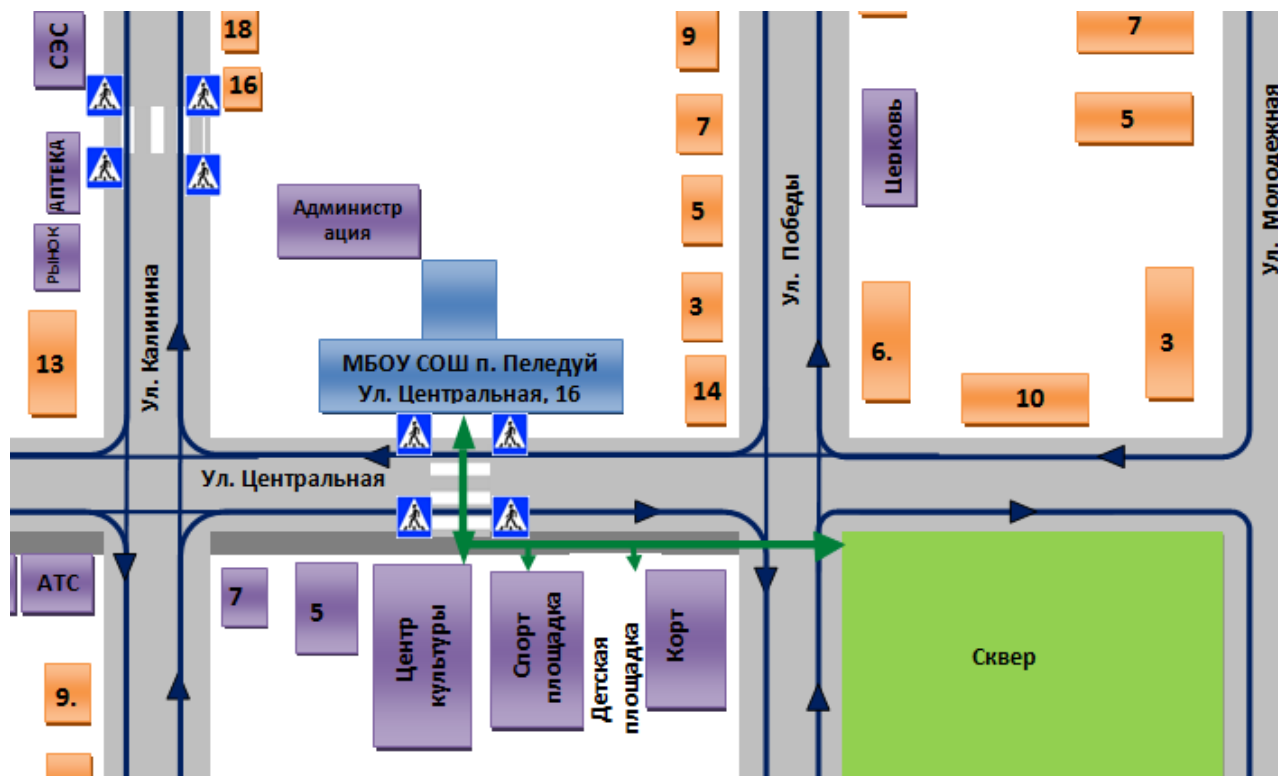 СЭС
18
16
9
7
7
5
АПТЕКА
Церковь
Ул. Молодежная
Администр
ация
5
РЫНОК
Ул. Победы
Ул. Калинина
3
13
МБОУ СОШ п. Пеледуй
Ул. Центральная, 16
14
6.
3
10
Ул. Центральная
АТС
7
5
Центр
культуры
Спорт
площадка
Детская
площадка
Корт
Сквер
9.